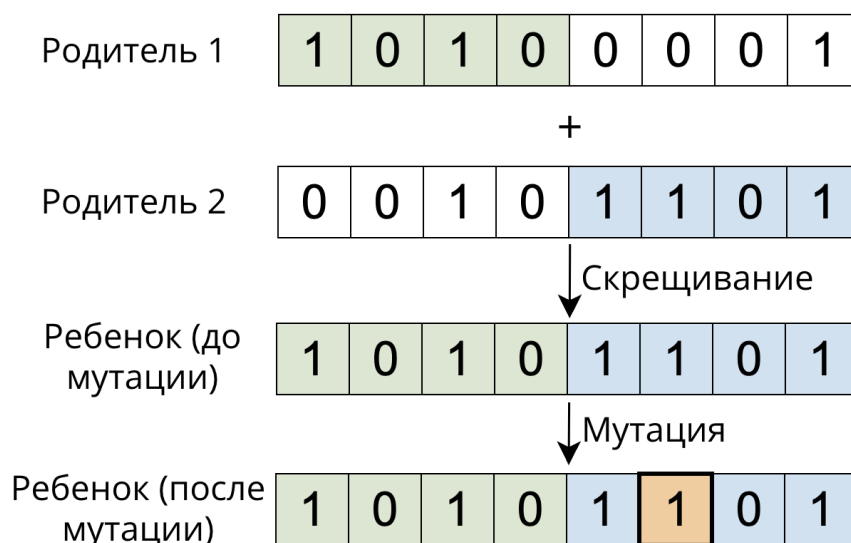 Родитель 1 1 0 1 0 0 0 0 1
+
Родитель 2 0 0 1 0 1 1 0 1
Скрещивание
Ребенок (до
мутации) 1 0 1 0 1 1 0 1
Мутация
Ребенок (после
мутации) 1 0 1 0 1 1 0 1